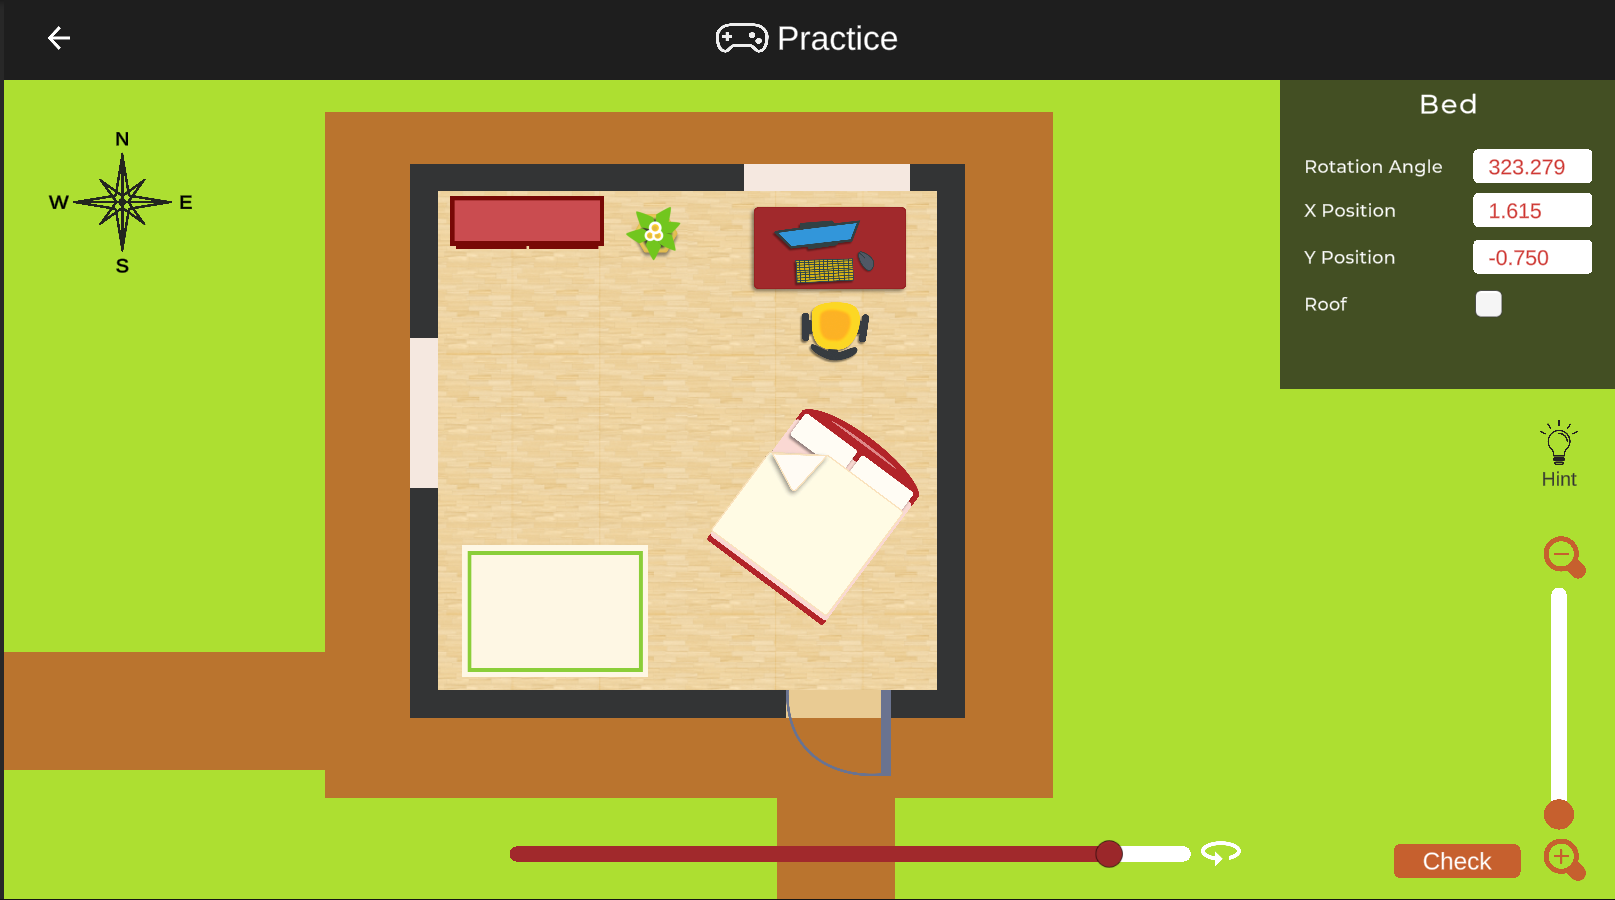 Practice
N
W E
S
Bed
Rotation Angle 323.279
X Position 1.615
Y Position -0.750
Roof
Hint
Check